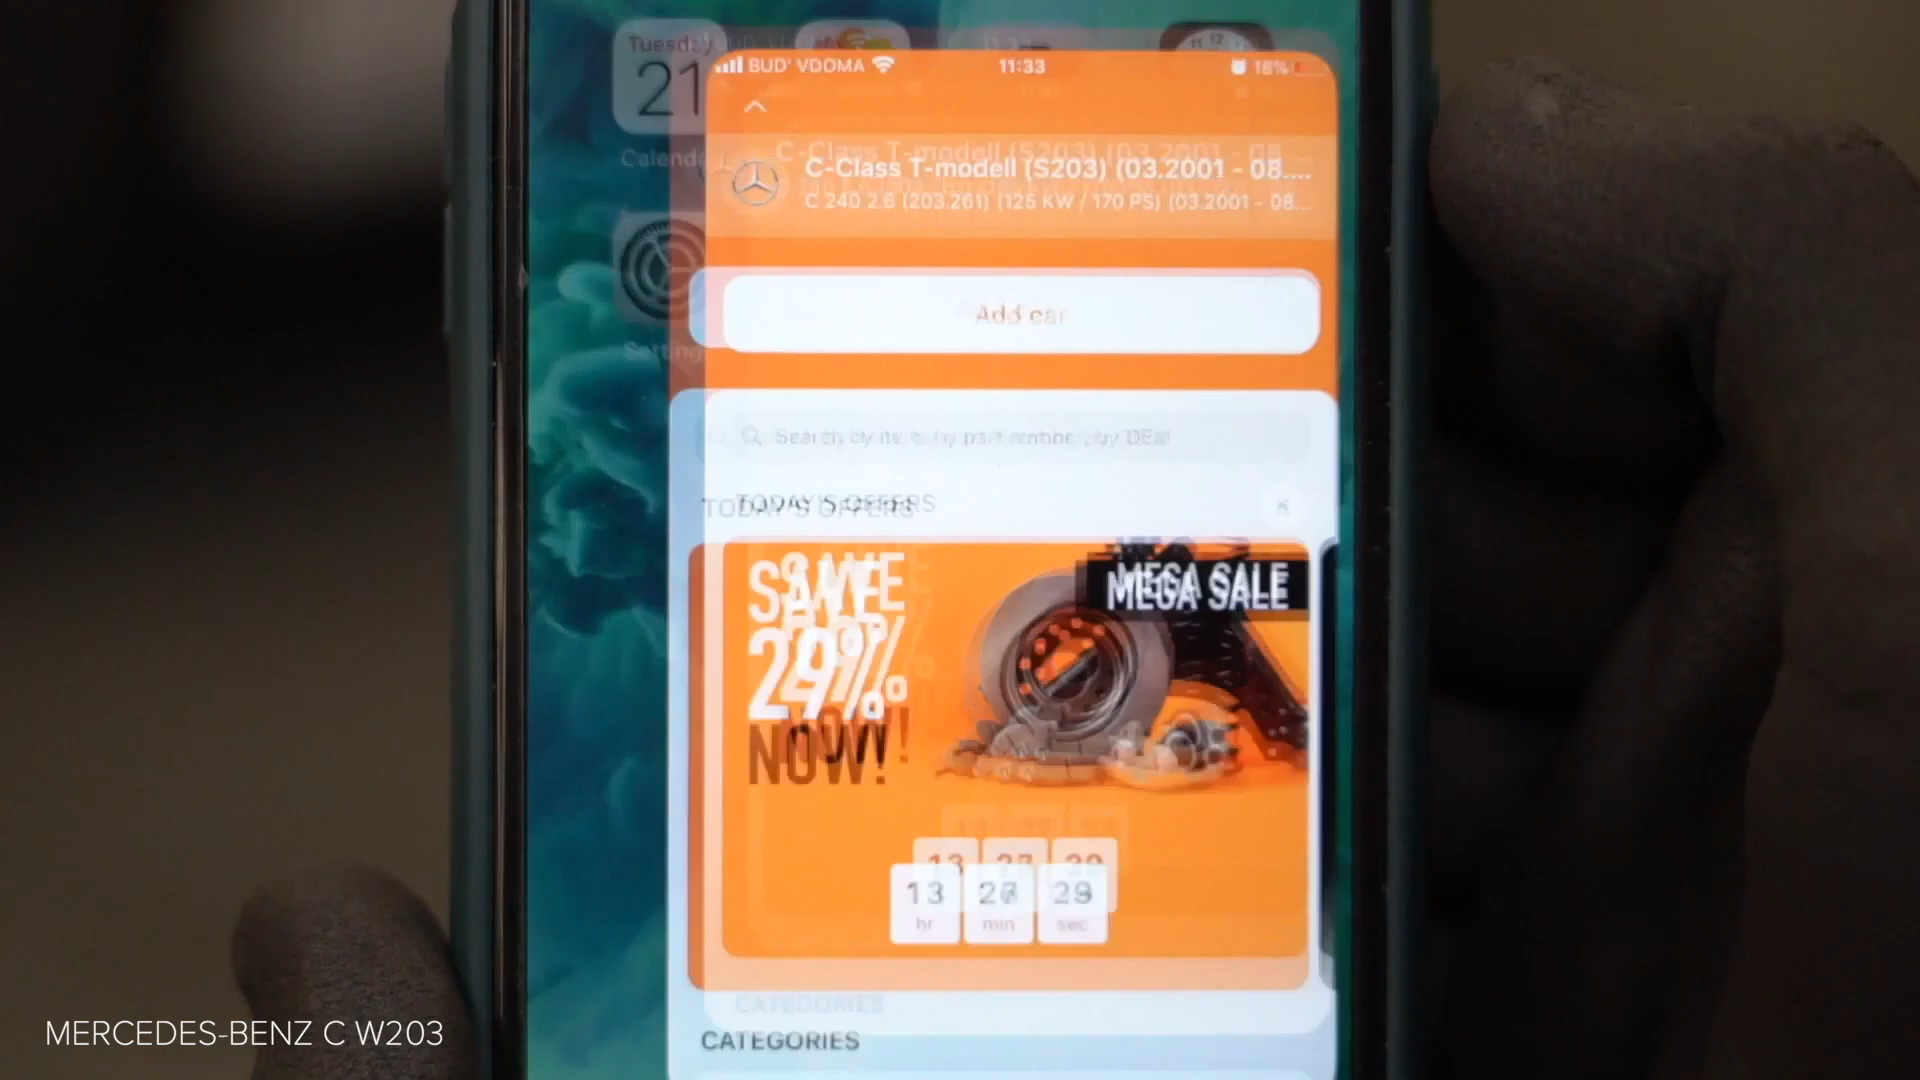 Tuesday
21
BUD' VDOMA
11:33
18%
C-Class T-modell (S203) (03.2001 - 08....
C 240 2.6 (203.261) (125 KW / 170 PS) (03.2001 - 08...
Add car
TODAY'S OFFERS
SAVE
29%
NOW!
MEGA SALE
13
hr
min
sec
CATEGORIES
MERCEDES-BENZ C W203